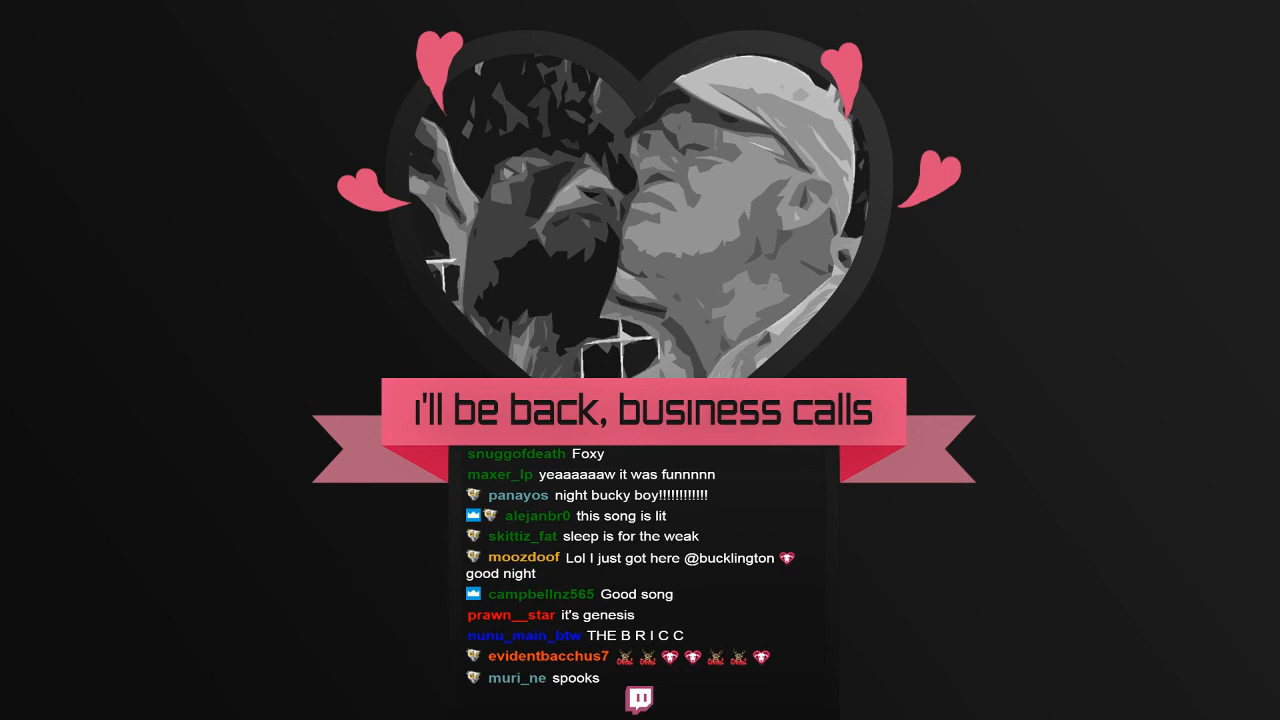 i'll be back, business calls
snuggofdeath Foxy
maxer_lp yeaaaaaaw it was funnnnn
panayos night bucky boy!!!!!!!!!!!!
alejanbr0 this song is lit
skittiz_fat sleep is for the weak
moozdoof Lol I just got here @bucklington
good night
campbellnz565 Good song
prawn__star it's genesis
nunu_main_btw THE B R I C C
evidentbacchus7
muri_ne spooks